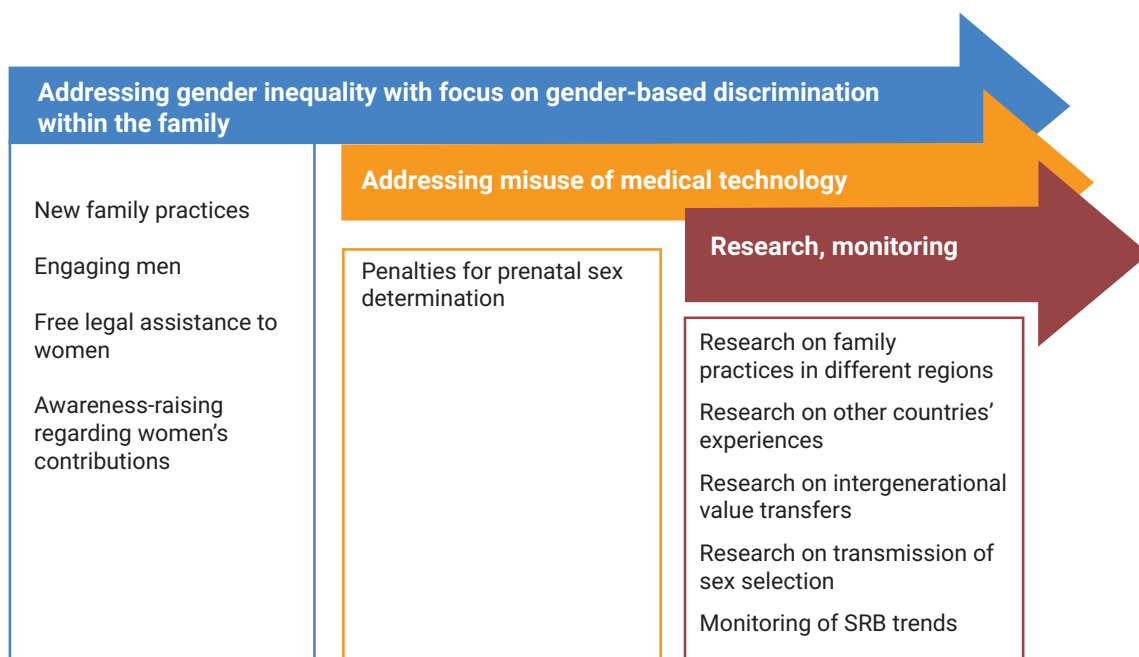 Addressing gender inequality with focus on gender-based discrimination
within the family
New family practices
Engaging men
Free legal assistance to
women
Awareness-raising
regarding women's
contributions
Addressing misuse of medical technology
Penalties for prenatal sex
determination
Research, monitoring
Research on family
practices in different regions
Research on other countries’
experiences
Research on intergenerational
value transfers
Research on transmission of
sex selection
Monitoring of SRB trends